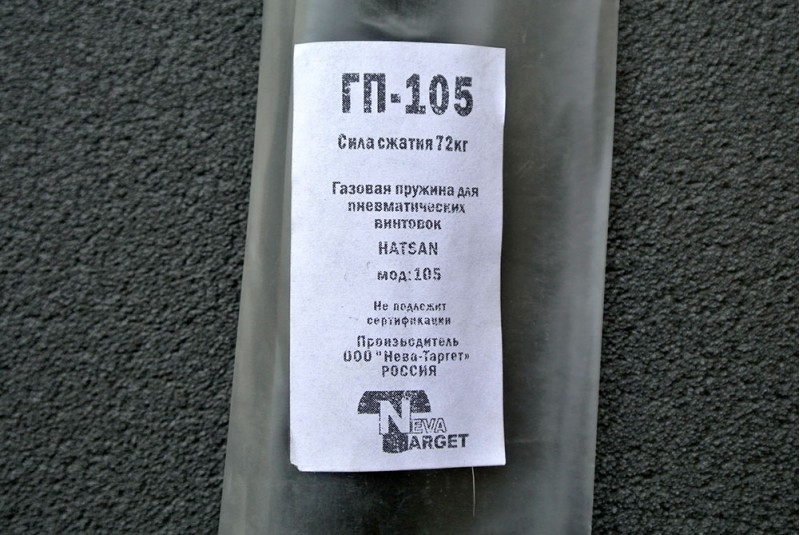 ГП-105
Сила сжатия 72кг
Газовая пружина для
пневматических
винтовок
HATSAN
мод: 105
Не подлежит
сертификации
Производитель
ООО "Нева-Таргет»
РОССИЯ
NEVA
TARGET